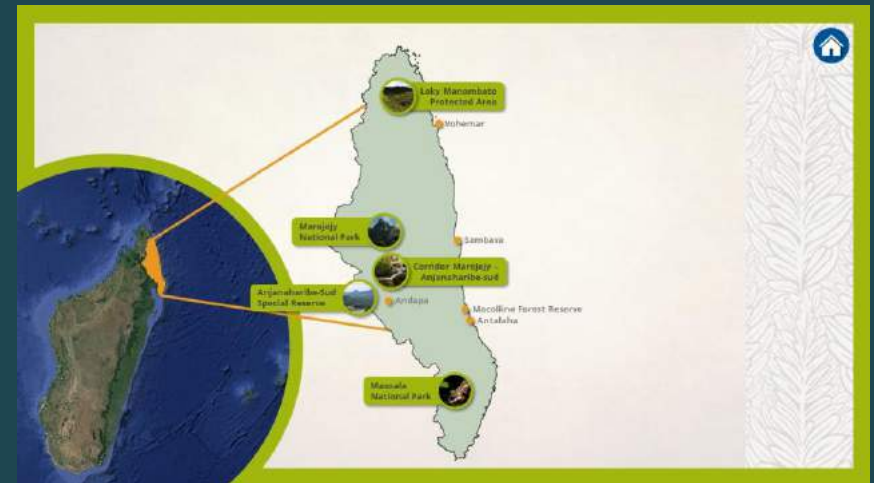 Loky Manambato
Protected Area
Vohemar
Marojejy
National Park
Sambava
Corridor Marojejy -
Anjanaharibe-sud
Anjanaharibe-Sud
Special Reserve
Andapa
Macolline Forest Reserve
Antalaha
Masoala
National Park